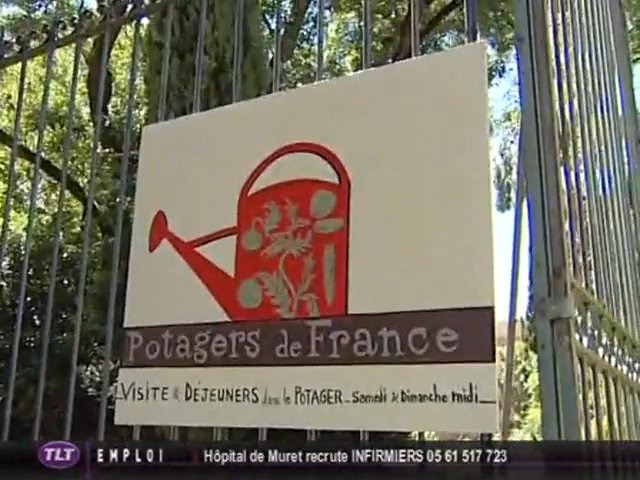 Potagers de France
VISITE & DÉJEUNERS dans le POTAGER - Samedi & Dimanche midi
TLT EMPLOI Hôpital de Muret recrute INFIRMIERS 05 61 517 723